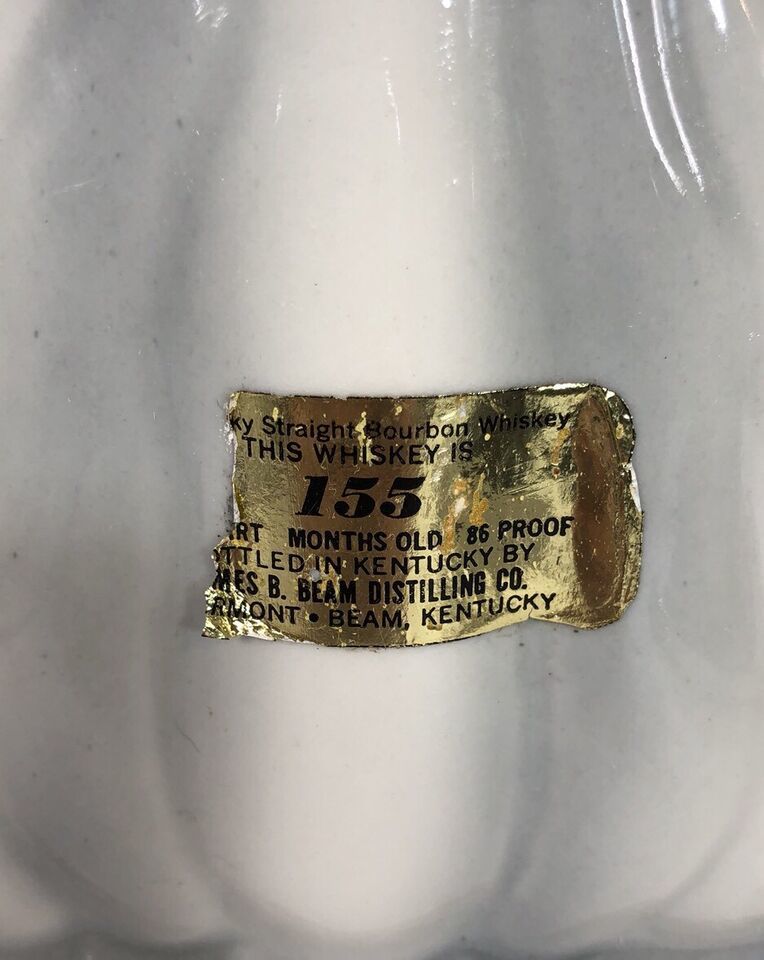 ky Straight Bourbon Whiskey
THIS WHISKEY IS
155
RT MONTHS OLD 86 PROOF
TTLED IN KENTUCKY BY
MES B. BEAM DISTILLING CO.
RMONT • BEAM, KENTUCKY